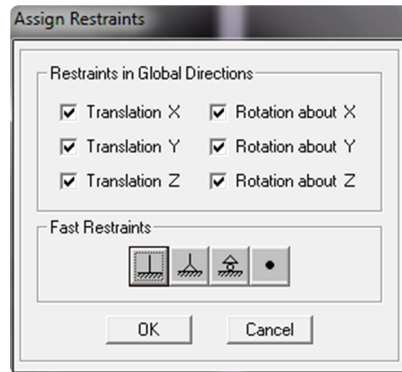 Assign Restraints
Restraints in Global Directions
Translation X Rotation about X
Translation Y Rotation about Y
Translation Z Rotation about Z
Fast Restraints
OK Cancel